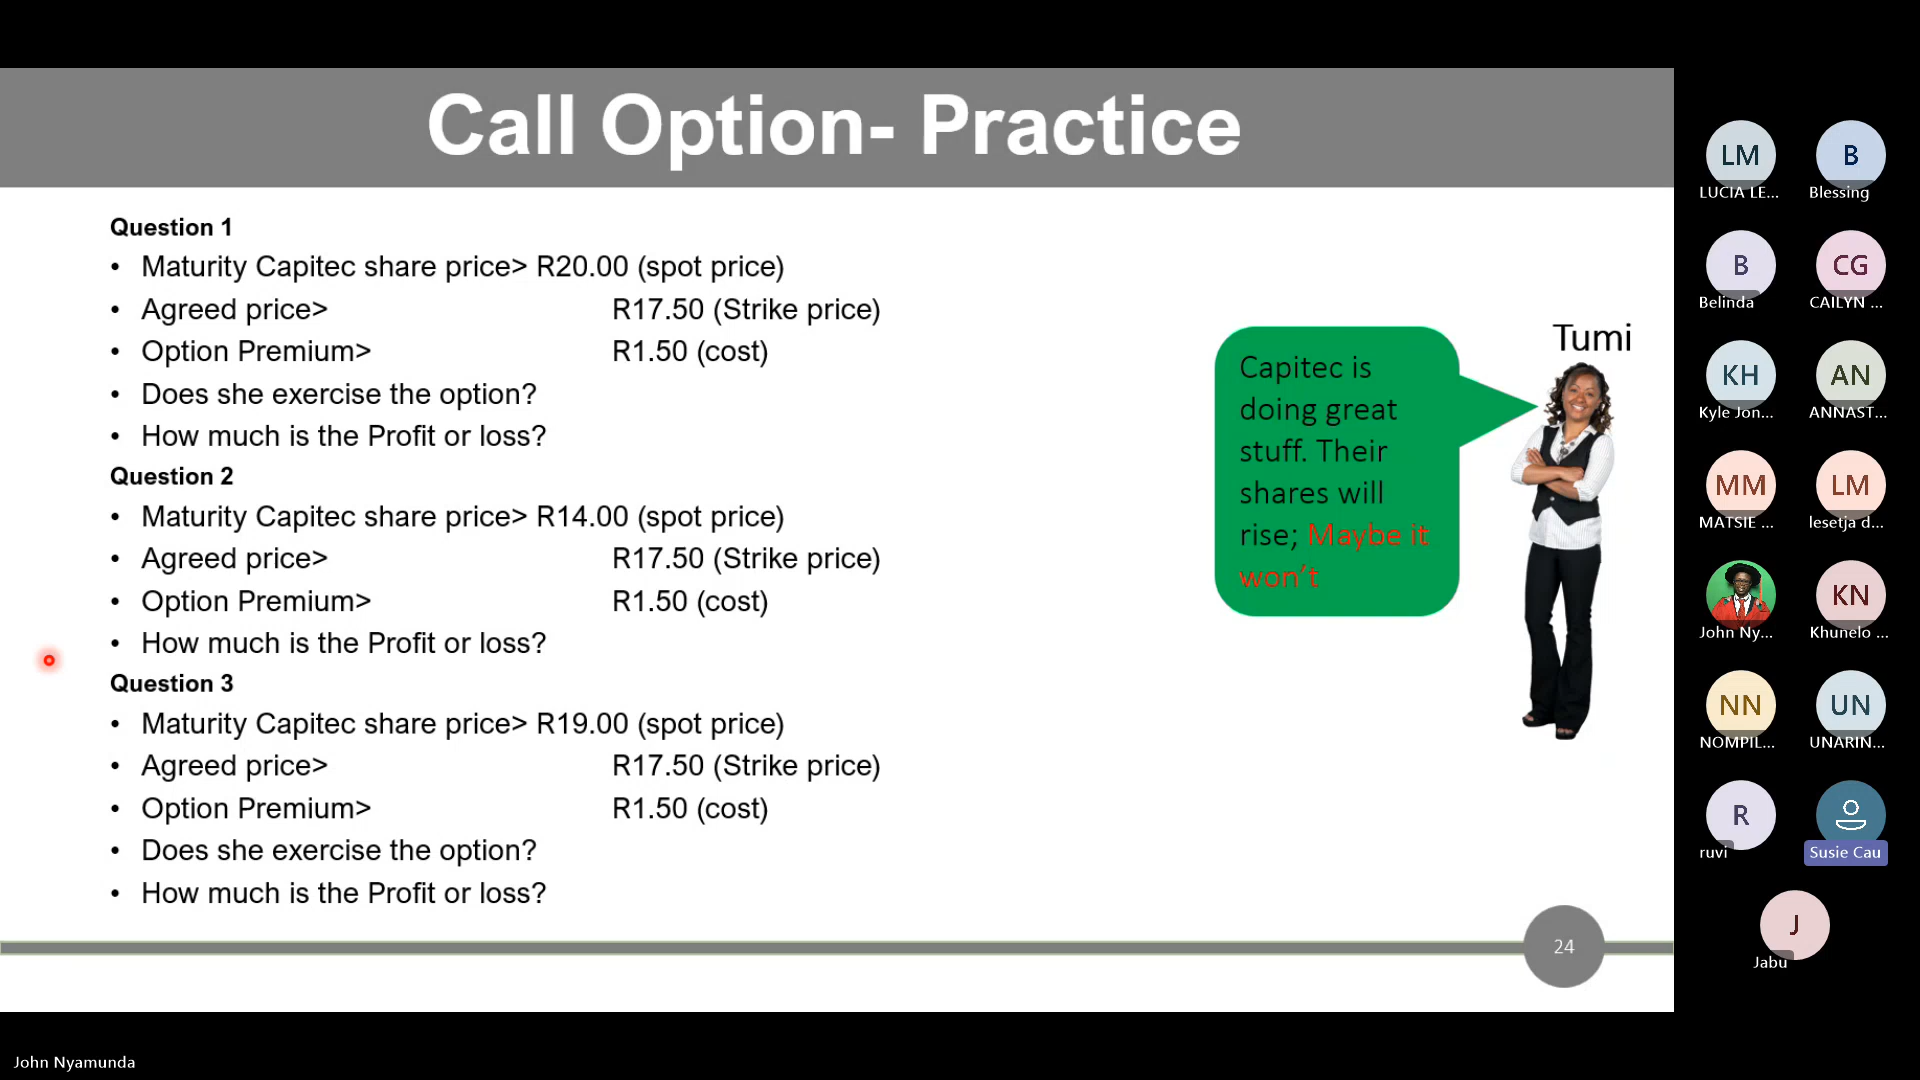 Call Option- Practice
Question 1
• Maturity Capitec share price> R20.00 (spot price)
• Agreed price> R17.50 (Strike price)
• Option Premium> R1.50 (cost)
• Does she exercise the option?
• How much is the Profit or loss?
Question 2
• Maturity Capitec share price> R14.00 (spot price)
• Agreed price> R17.50 (Strike price)
• Option Premium> R1.50 (cost)
• How much is the Profit or loss?
Question 3
• Maturity Capitec share price> R19.00 (spot price)
• Agreed price> R17.50 (Strike price)
• Option Premium> R1.50 (cost)
• Does she exercise the option?
• How much is the Profit or loss?
Tumi
Capitec is
doing great
stuff. Their
shares will
rise; Maybe it
won't
24
LM B
LUCIA LE... Blessing
B CG
Belinda CAILYN ...
KH AN
Kyle Jon... ANNAST...
MM LM
MATSIE ... lesetja d...
KN
John Ny... Khunelo ...
NN UN
NOMPIL... UNARIN...
R
ruvi Susie Cau
J
Jabu
John Nyamunda